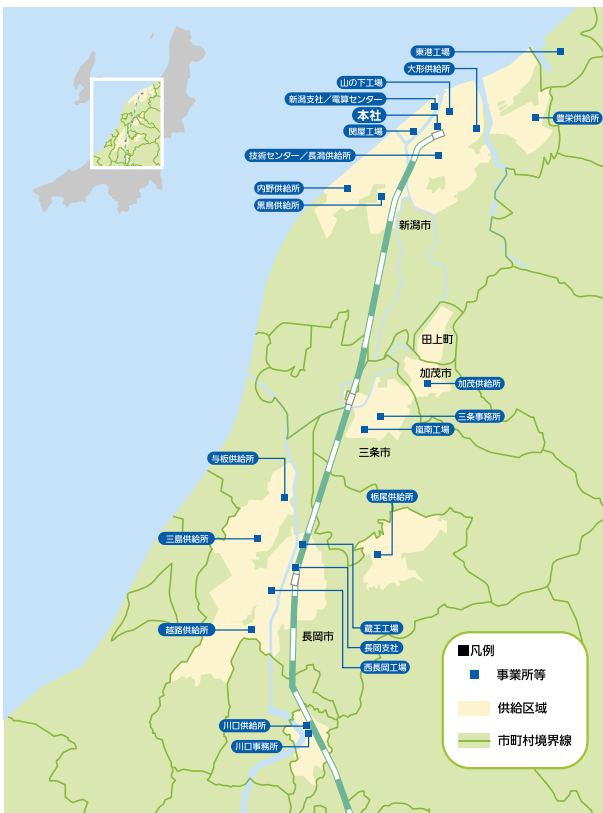 東港工場
大形供給所
山の下工場
新潟支社／電算センター
本社
豊栄供給所
関屋工場
技術センター／長潟供給所
内野供給所
黒鳥供給所
新潟市
田上町
加茂市
加茂供給所
三条事務所
嵐南工場
三条市
与板供給所
栃尾供給所
三島供給所
蔵王工場
越路供給所
長岡市
長岡支社
西長岡工場
川口供給所
川口事務所
■凡例
事業所等
供給区域
市町村境界線